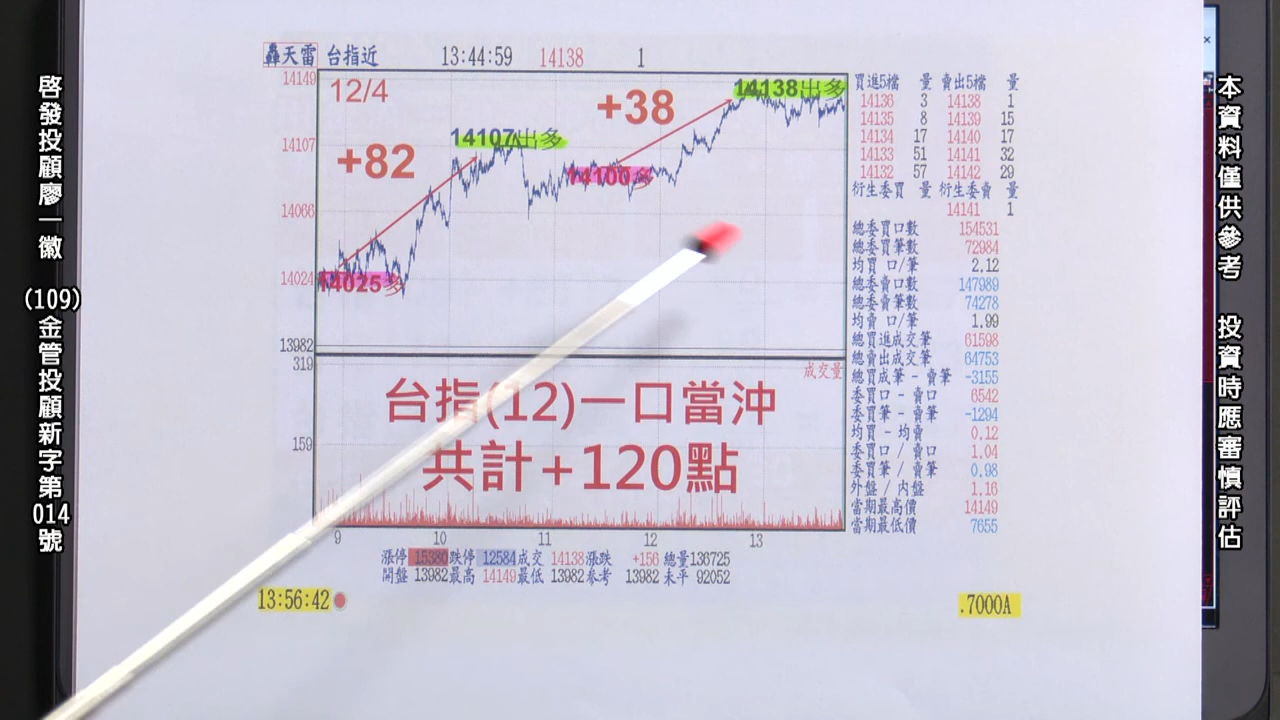 啓發投顧廖一徽
(109)金管投顧新字第014號
轟天雷 台指近 13:44:59 14138 1
14149
14107
14066
14024
13982
319
159
12/4
+82
+38
14025多
14107出多
14100多
14138出多
成交量
台指(12)一口當沖
共計+120點
9 10 11 12 13
買進5檔 量 賣出5檔 量
14136 3 14138 1
14135 8 14139 15
14134 17 14140 17
14133 51 14141 32
14132 57 14142 29
衍生委買 量 衍生委賣 量
14141 1
總委買口數 154531
總委買筆數 72984
均買 口/筆 2.12
總委賣口數 147989
總委賣筆數 74278
均賣 口/筆 1.99
總買進成交筆 61598
總賣出成交筆 64753
總買成筆 - 賣筆 -3155
委買口 - 賣口 6542
委買筆 - 賣筆 -1294
均買 - 均賣 0.12
委買口 / 賣口 1.04
委買筆 / 賣筆 0.98
外盤 / 內盤 1.16
當期最高價 14149
當期最低價 7655
漲停 15380 跌停 12584 成交 14138 漲跌 +156 總量 136725
開盤 13982 最高 14149 最低 13982 參考 13982 未平 92052
13:56:42
.7000A
本資料僅供參考 投資時應審慎評估